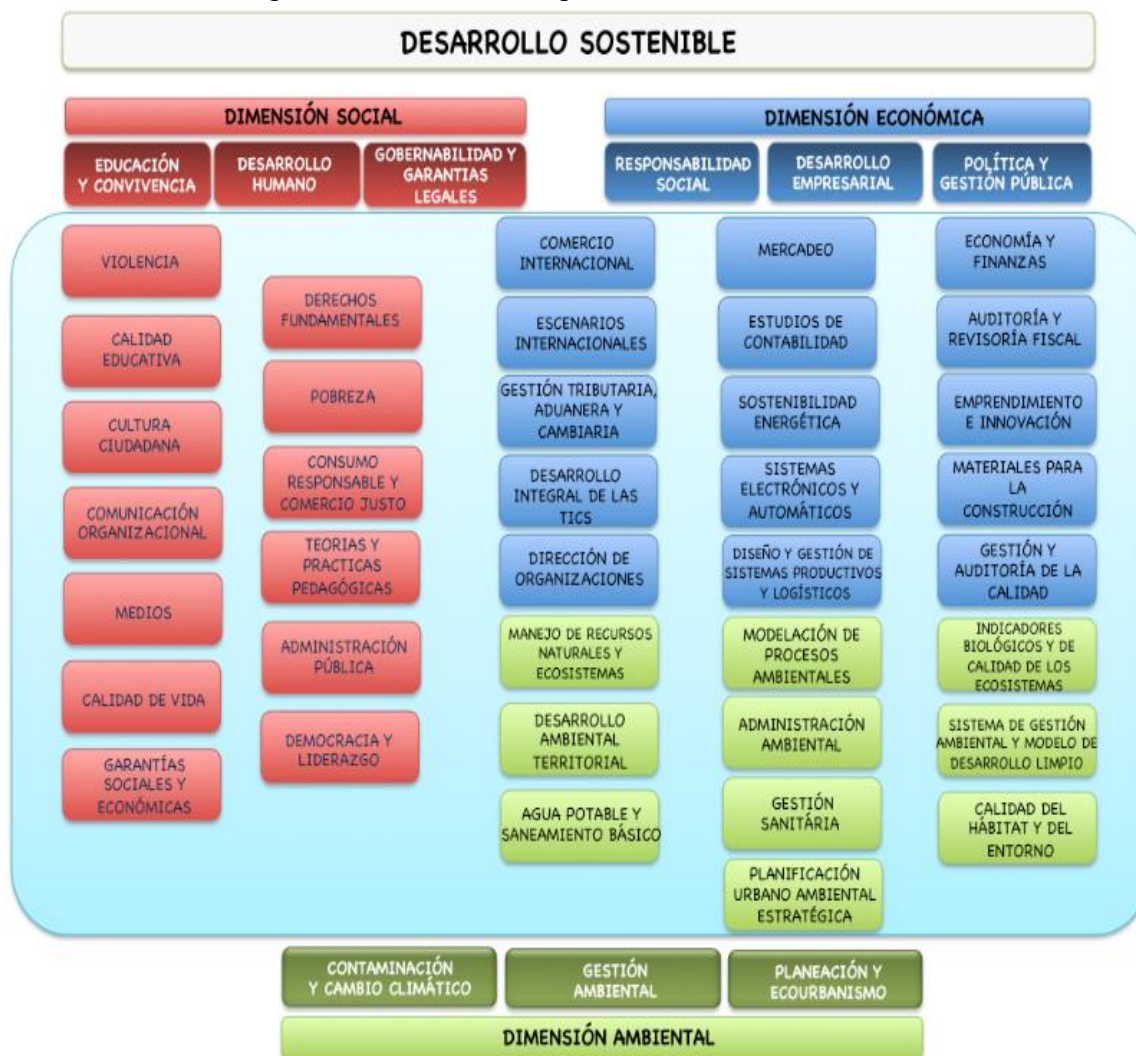 DESARROLLO SOSTENIBLE
DIMENSIÓN SOCIAL
EDUCACIÓN
Y CONVIVENCIA
DESARROLLO
HUMANO
GOBERNABILIDAD Y
GARANTIAS
LEGALES
DIMENSIÓN ECONÓMICA
RESPONSABILIDAD
SOCIAL
DESARROLLO
EMPRESARIAL
POLÍTICA Y
GESTIÓN PÚBLICA
VIOLENCIA
CALIDAD
EDUCATIVA
CULTURA
CIUDADANA
COMUNICACIÓN
ORGANIZACIONAL
MEDIOS
CALIDAD DE VIDA
GARANTÍAS
SOCIALES Y
ECONÓMICAS
DERECHOS
FUNDAMENTALES
POBREZA
CONSUMO
RESPONSABLE Y
COMERCIO JUSTO
TEORIAS Y
PRACTICAS
PEDAGÓGICAS
ADMINISTRACIÓN
PÚBLICA
DEMOCRACIA Y
LIDERAZGO
COMERCIO
INTERNACIONAL
ESCENARIOS
INTERNACIONALES
GESTIÓN TRIBUTARIA,
ADUANERA Y
CAMBIARIA
DESARROLLO
INTEGRAL DE LAS
TICS
DIRECCIÓN DE
ORGANIZACIONES
MANEJO DE RECURSOS
NATURALES Y
ECOSISTEMAS
DESARROLLO
AMBIENTAL
TERRITORIAL
AGUA POTABLE Y
SANEAMIENTO BÁSICO
MERCADEO
ESTUDIOS DE
CONTABILIDAD
SOSTENIBILIDAD
ENERGÉTICA
SISTEMAS
ELECTRÓNICOS Y
AUTOMÁTICOS
DISEÑO Y GESTIÓN DE
SISTEMAS PRODUCTIVOS
Y LOGÍSTICOS
MODELACIÓN DE
PROCESOS
AMBIENTALES
ADMINISTRACIÓN
AMBIENTAL
GESTIÓN
SANITÁRIA
PLANIFICACIÓN
URBANO AMBIENTAL
ESTRATÉGICA
ECONOMÍA Y
FINANZAS
AUDITORÍA Y
REVISORÍA FISCAL
EMPRENDIMIENTO
E INNOVACIÓN
MATERIALES PARA
LA
CONSTRUCCIÓN
GESTIÓN Y
AUDITORÍA DE LA
CALIDAD
INDICADORES
BIOLÓGICOS Y DE
CALIDAD DE LOS
ECOSISTEMAS
SISTEMA DE GESTIÓN
AMBIENTAL Y MODELO DE
DESARROLLO LIMPIO
CALIDAD DEL
HÁBITAT Y DEL
ENTORNO
CONTAMINACIÓN
Y CAMBIO CLIMÁTICO
GESTIÓN
AMBIENTAL
PLANEACIÓN Y
ECOURBANISMO
DIMENSIÓN AMBIENTAL